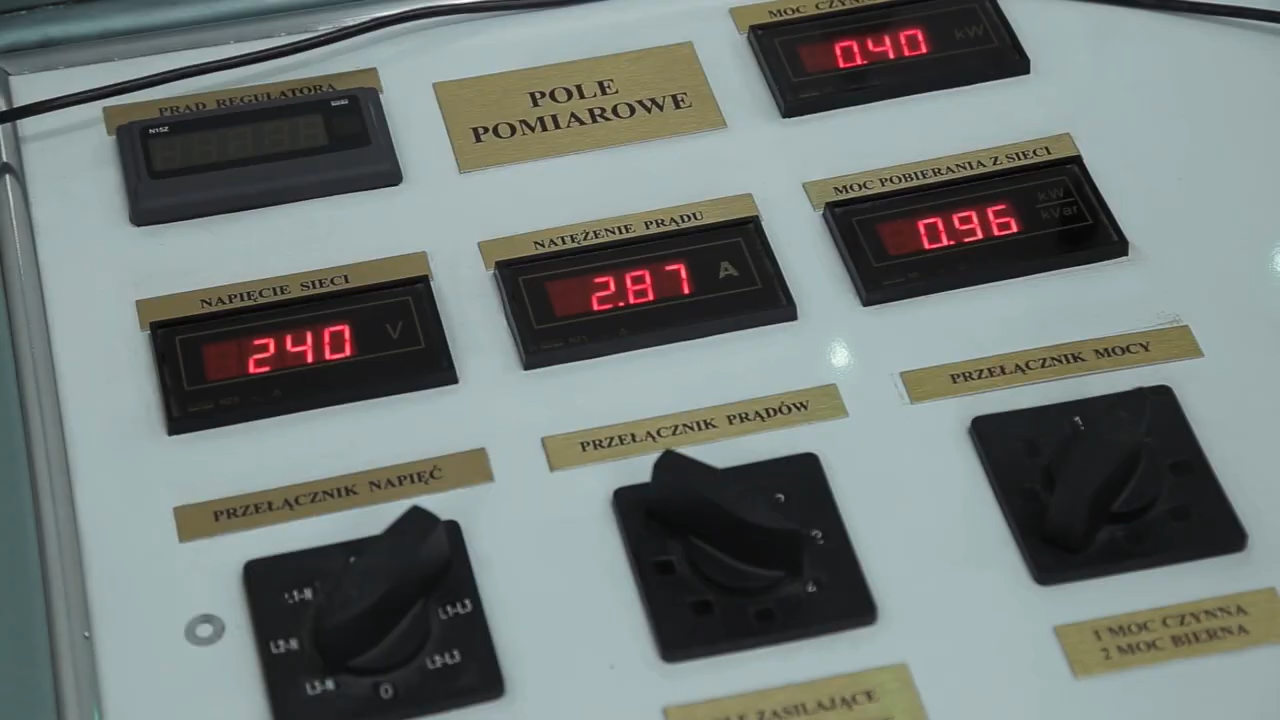 MOC CZYNNA
0.40 kW
PRĄD REGULATORA
N15Z
POLE
POMIAROWE
MOC POBIERANIA Z SIECI
0.96 kW
kVar
NATĘŻENIE PRĄDU
2.87 A
NAPIĘCIE SIECI
240 V
PRZEŁĄCZNIK MOCY
1
PRZEŁĄCZNIK PRĄDÓW
PRZEŁĄCZNIK NAPIĘĆ
L1-N
L2-N
L3-N
0
L1-L3
L2-L3
1 MOC CZYNNA
2 MOC BIERNA
ZASILAJĄCE